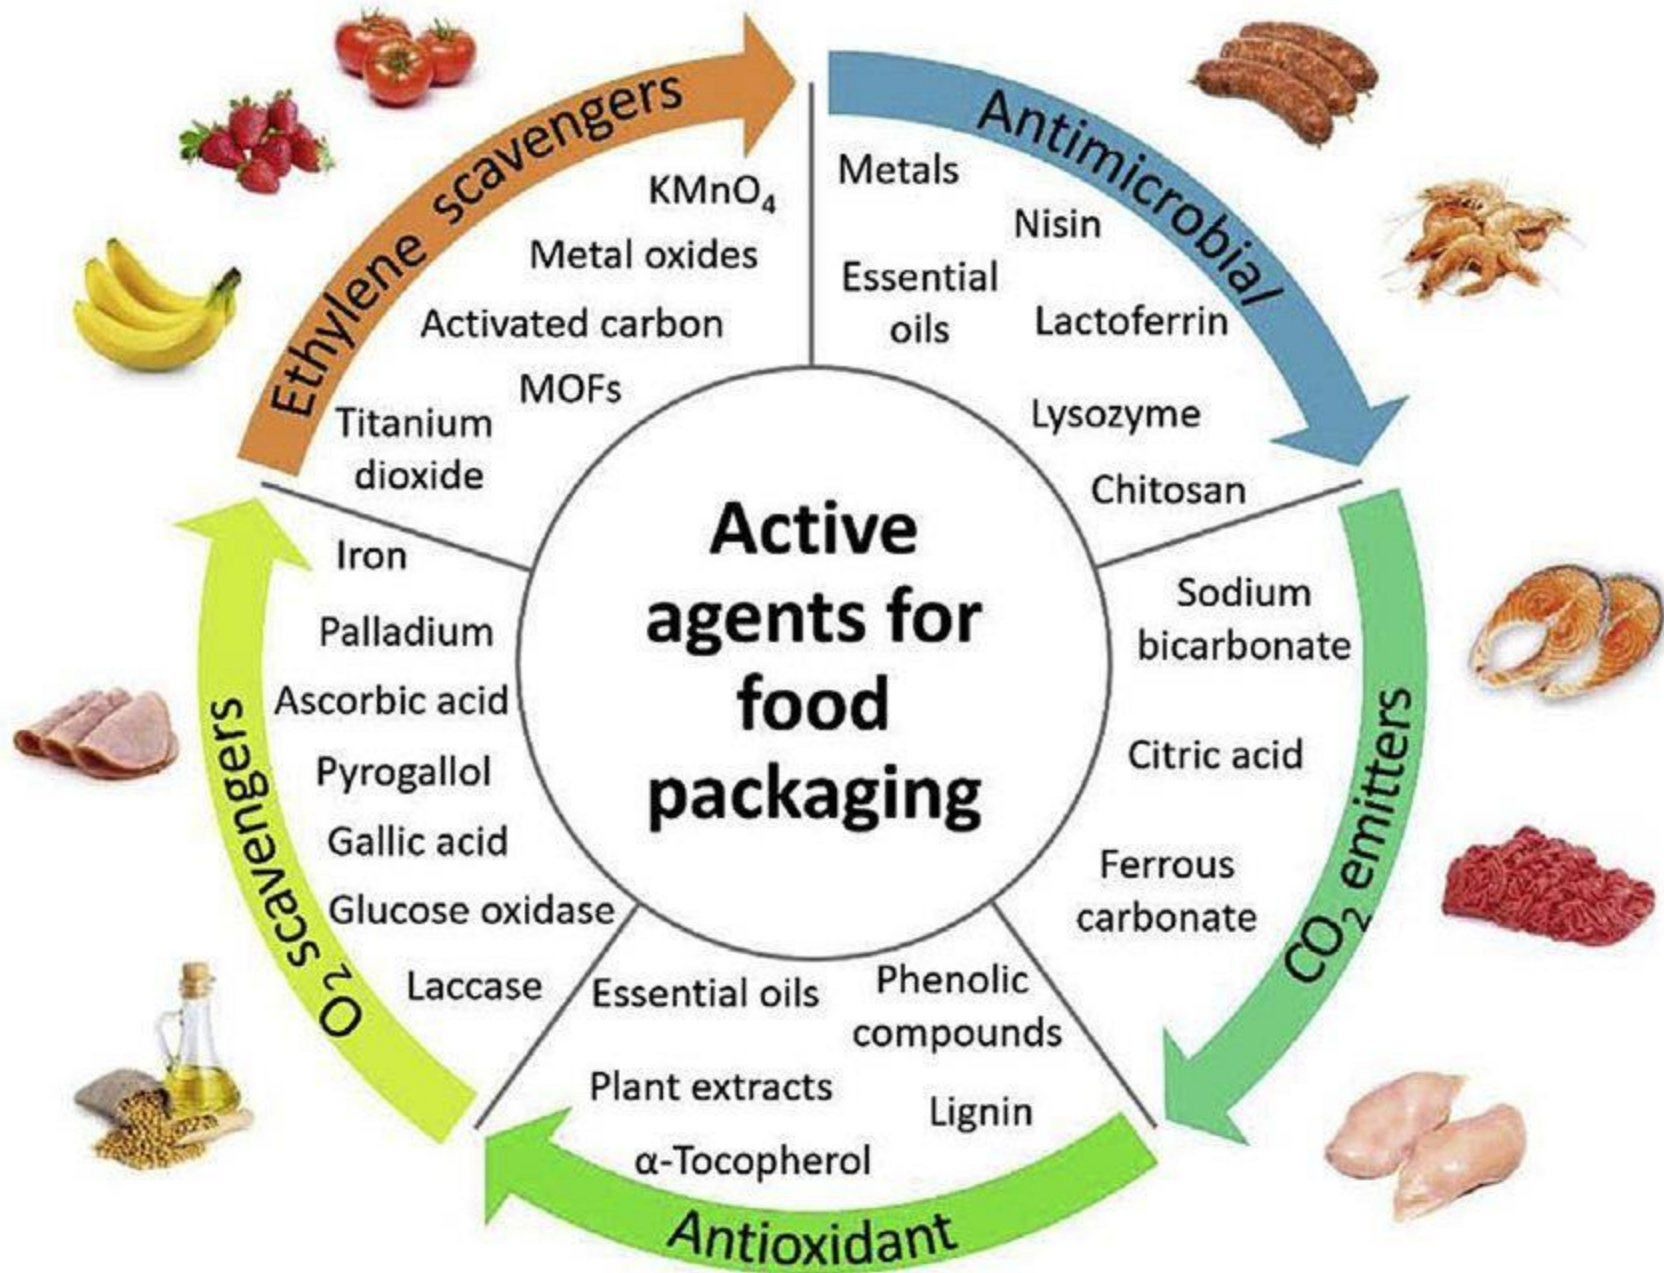 Ethylene scavengers
KMnO₄
Metal oxides
Activated carbon
MOFs
Titanium
dioxide
Antimicrobial
Metals
Nisin
Essential
oils
Lactoferrin
Lysozyme
Chitosan
CO₂ emitters
Sodium
bicarbonate
Citric acid
Ferrous
carbonate
Antioxidant
Essential oils
Phenolic
compounds
Plant extracts
Lignin
α-Tocopherol
O₂ scavengers
Iron
Palladium
Ascorbic acid
Pyrogallol
Gallic acid
Glucose oxidase
Laccase
Active
agents for
food
packaging